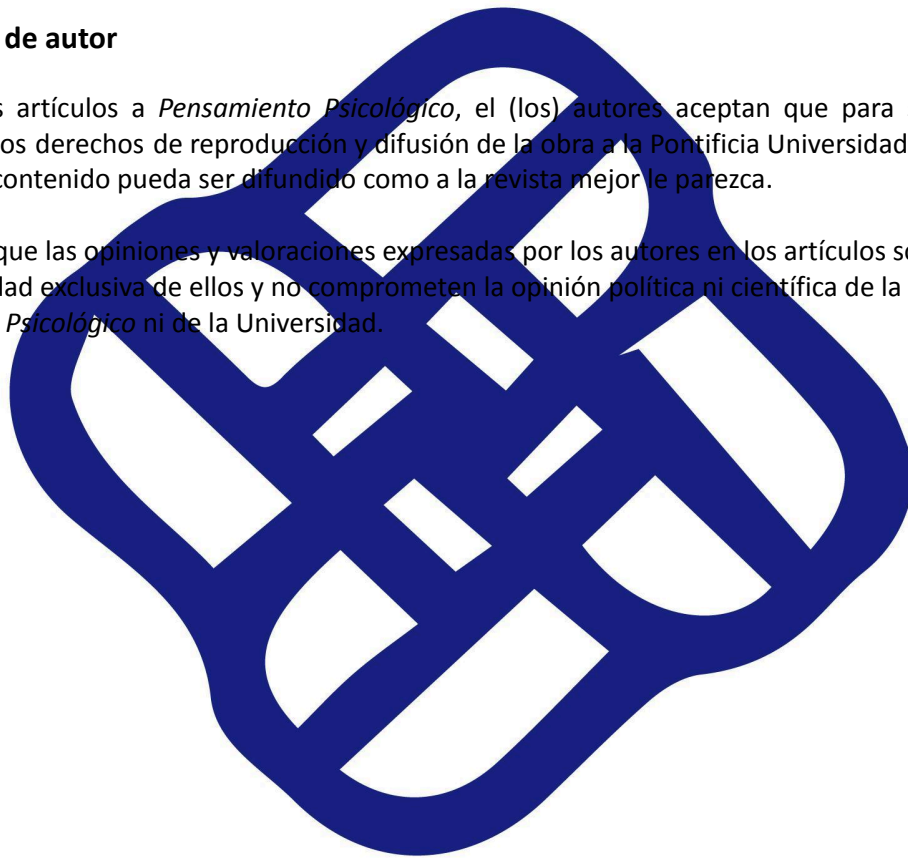 de autor
s artículos a Pensamiento Psicológico, el (los) autores aceptan que para
os derechos de reproducción y difusión de la obra a la Pontificia Universidad
contenido pueda ser difundido como a la revista mejor le parezca.
que las opiniones y valoraciones expresadas por los autores en los artículos s
dad exclusiva de ellos y no comprometen la opinión política ni científica de la
Psicológico ni de la Universidad.